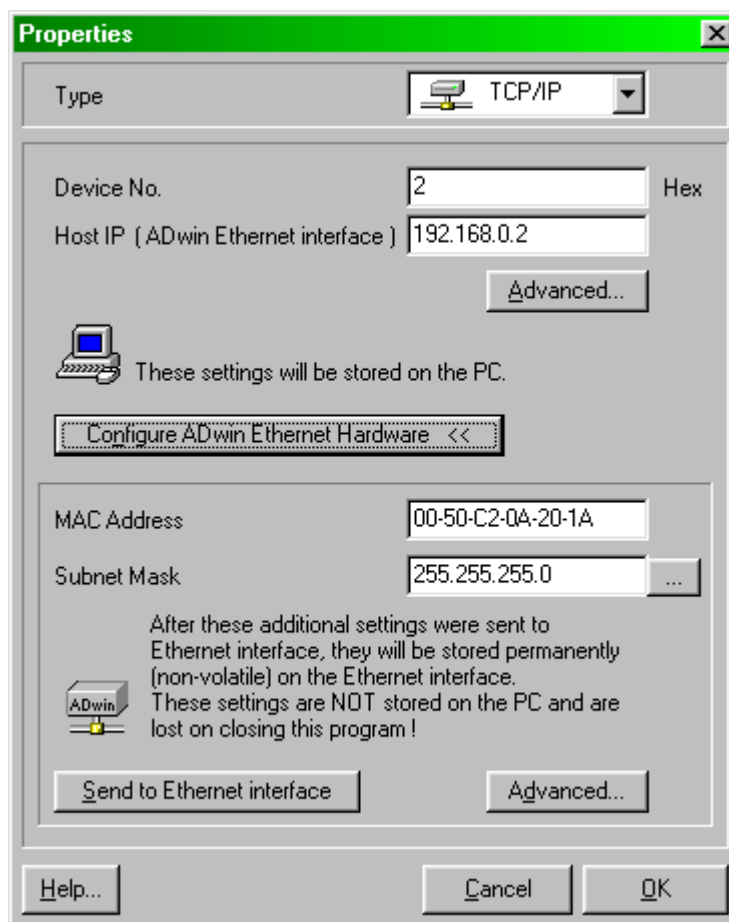 Properties
Type TCP/IP
Device No. 2 Hex
Host IP ( ADwin Ethernet interface ) 192.168.0.2
Advanced...
These settings will be stored on the PC.
Configure ADwin Ethernet Hardware <<
MAC Address 00-50-C2-0A-20-1A
Subnet Mask 255.255.255.0 ...
After these additional settings were sent to
Ethernet interface, they will be stored permanently
(non-volatile) on the Ethernet interface.
These settings are NOT stored on the PC and are
lost on closing this program !
ADwin
Send to Ethernet interface Advanced...
Help... Cancel OK